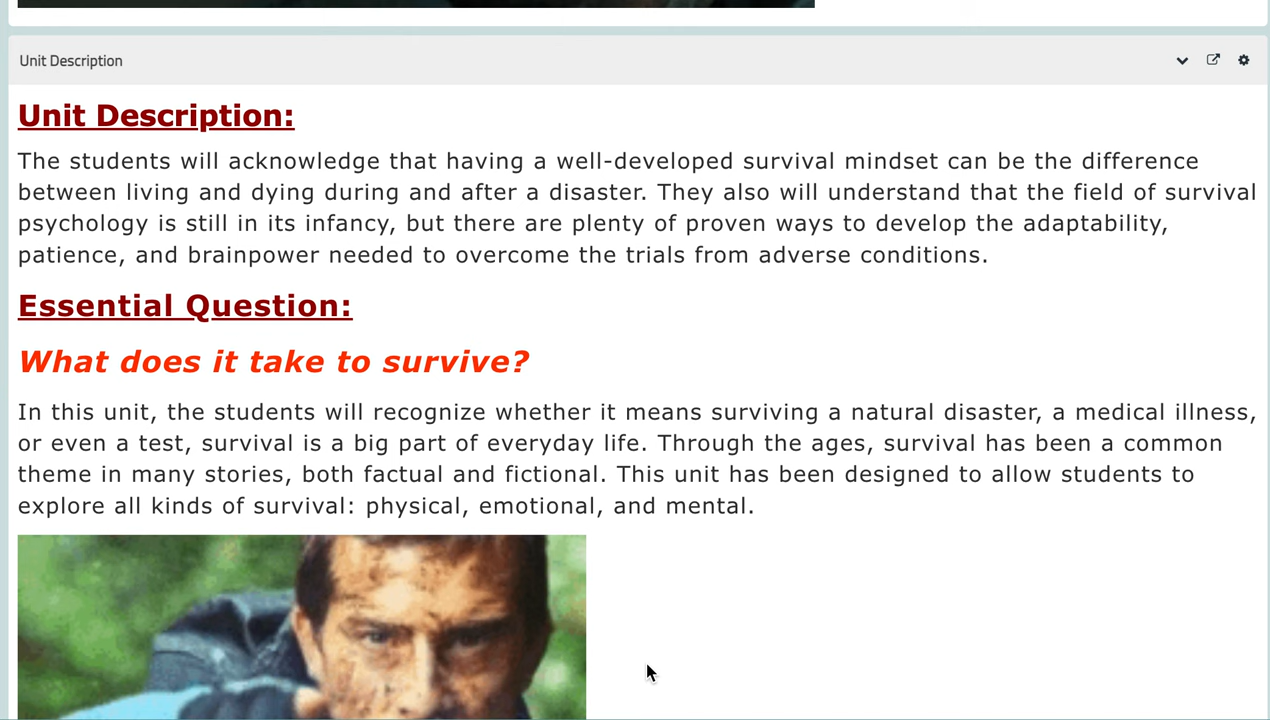 Unit Description
Unit Description:
The students will acknowledge that having a well-developed survival mindset can be the difference
between living and dying during and after a disaster. They also will understand that the field of survival
psychology is still in its infancy, but there are plenty of proven ways to develop the adaptability,
patience, and brainpower needed to overcome the trials from adverse conditions.
Essential Question:
What does it take to survive?
In this unit, the students will recognize whether it means surviving a natural disaster, a medical illness,
or even a test, survival is a big part of everyday life. Through the ages, survival has been a common
theme in many stories, both factual and fictional. This unit has been designed to allow students to
explore all kinds of survival: physical, emotional, and mental.